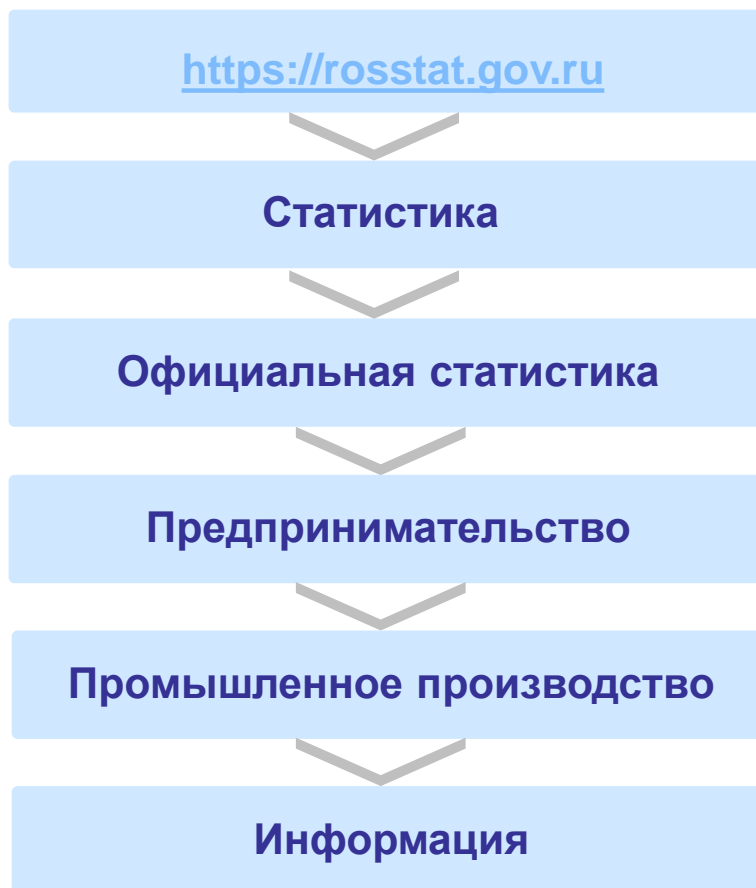 https://rosstat.gov.ru
Статистика
Официальная статистика
Предпринимательство
Промышленное производство
Информация